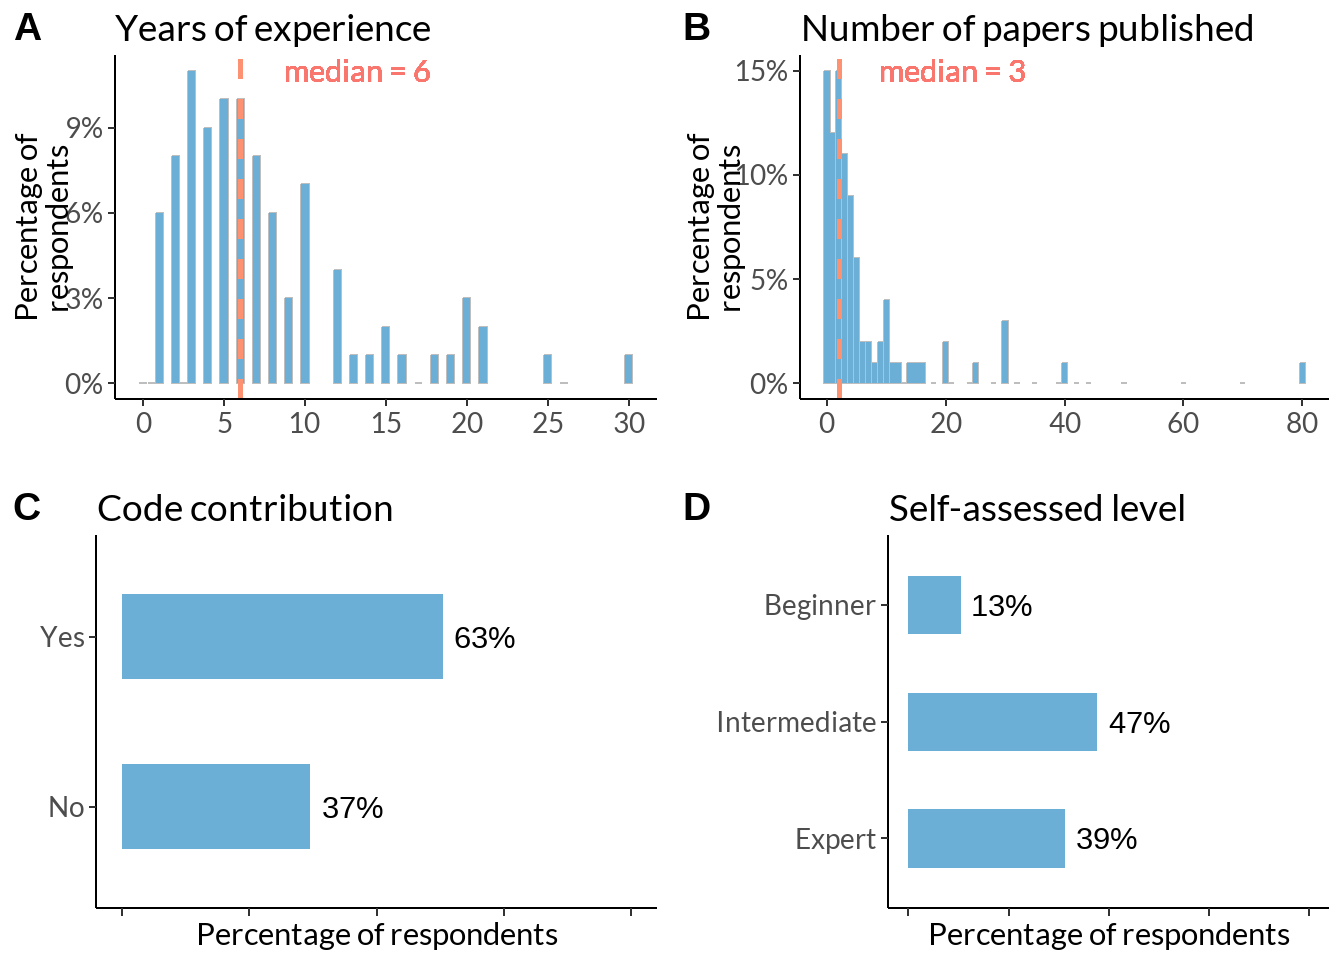 A Years of experience
median = 6
Percentage of
respondents
9%
6%
3%
0%
0 5 10 15 20 25 30
B Number of papers published
median = 3
Percentage of
respondents
15%
10%
5%
0%
0 20 40 60 80
C Code contribution
Yes 63%
No 37%
Percentage of respondents
D Self-assessed level
Beginner 13%
Intermediate 47%
Expert 39%
Percentage of respondents